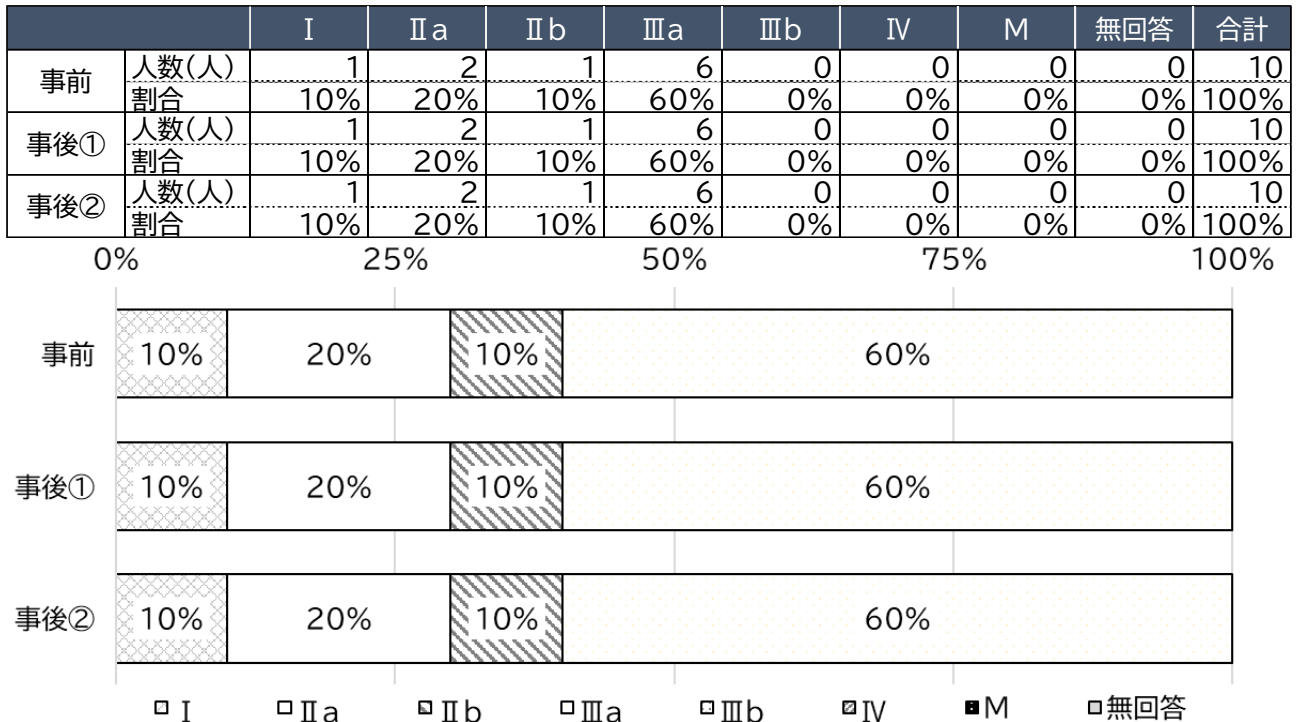 Ⅰ Ⅱa Ⅱb Ⅲa Ⅲb Ⅳ M 無回答 合計
事前 人数(人) 1 2 1 6 0 0 0 0 10
割合 10% 20% 10% 60% 0% 0% 0% 0% 100%
事後① 人数(人) 1 2 1 6 0 0 0 0 10
割合 10% 20% 10% 60% 0% 0% 0% 0% 100%
事後② 人数(人) 1 2 1 6 0 0 0 0 10
割合 10% 20% 10% 60% 0% 0% 0% 0% 100%
0% 25% 50% 75% 100%
事前 10% 20% 10% 60%
事後① 10% 20% 10% 60%
事後② 10% 20% 10% 60%
Ⅰ Ⅱa Ⅱb Ⅲa Ⅲb Ⅳ M 無回答